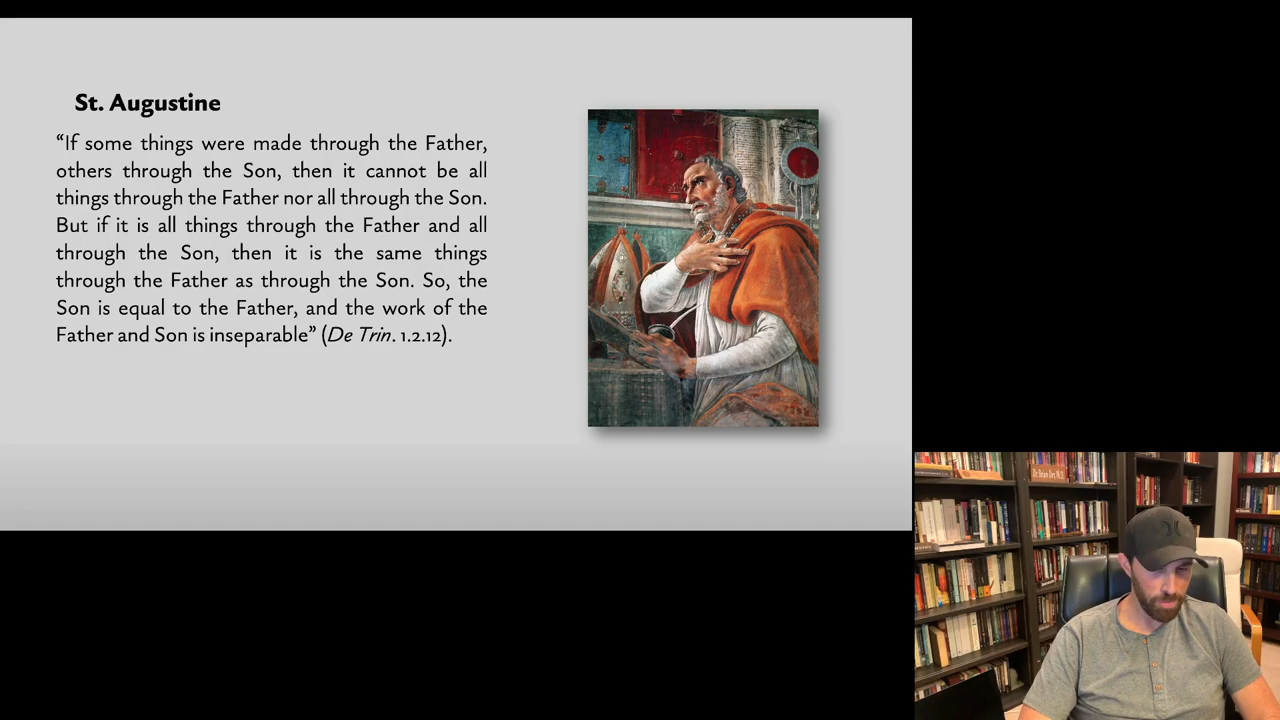 St. Augustine
“If some things were made through the Father,
others through the Son, then it cannot be all
things through the Father nor all through the Son.
But if it is all things through the Father and all
through the Son, then it is the same things
through the Father as through the Son. So, the
Son is equal to the Father, and the work of the
Father and Son is inseparable” (De Trin. 1.2.12).